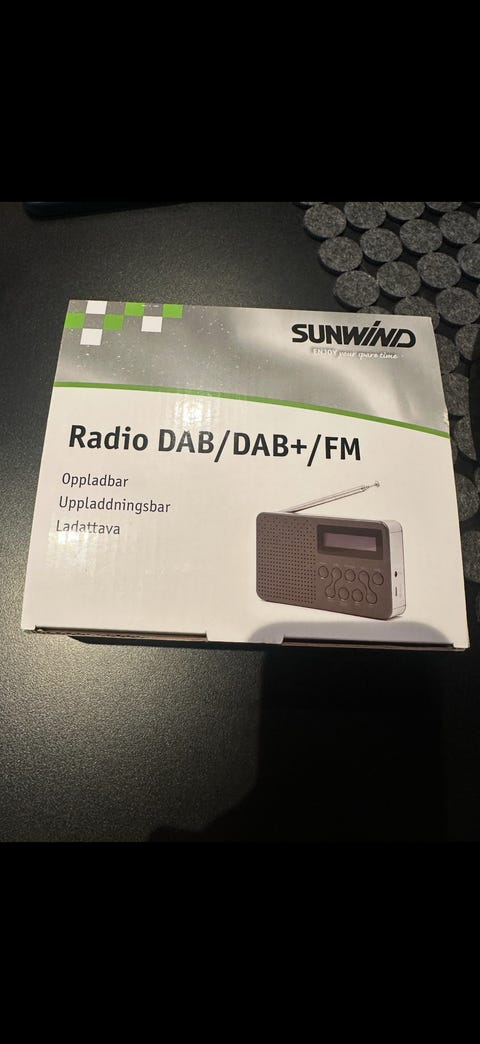 SUNWIND
ENJOY your spare time
Radio DAB/DAB+/FM
Oppladbar
Uppladdningsbar
Ladattava